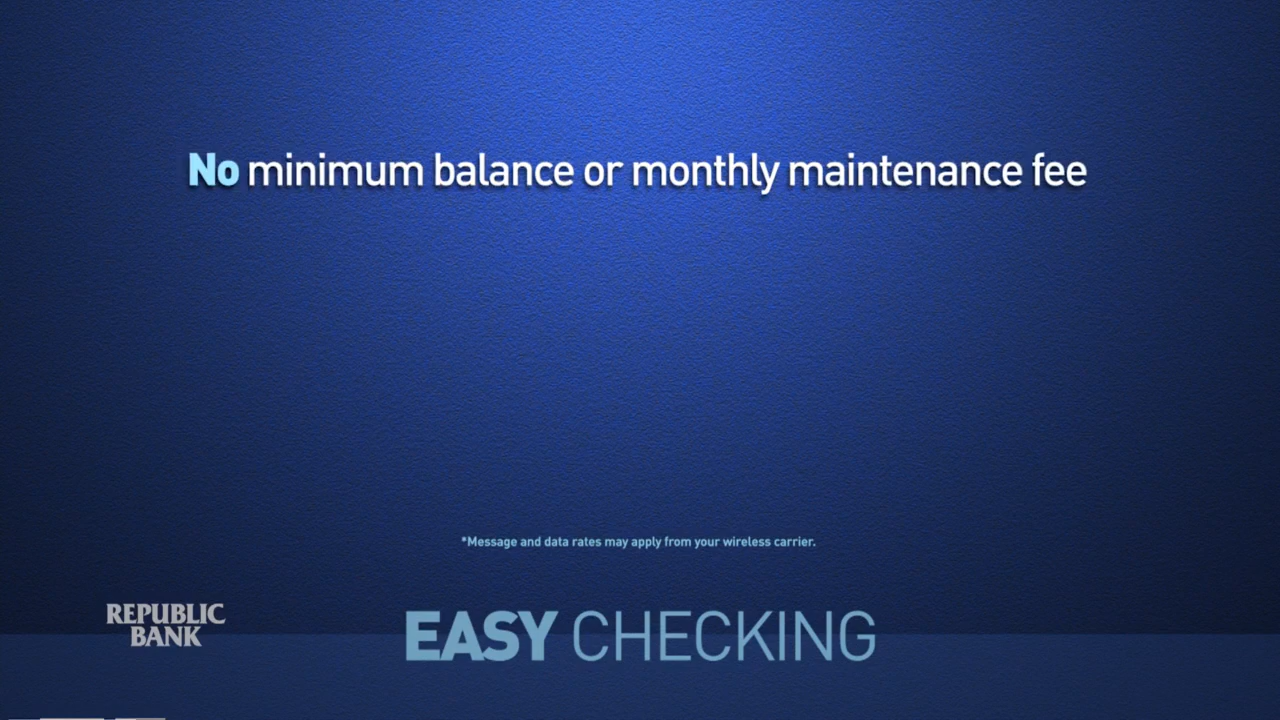 No minimum balance or monthly maintenance fee
*Message and data rates may apply from your wireless carrier.
REPUBLIC
BANK
EASY CHECKING